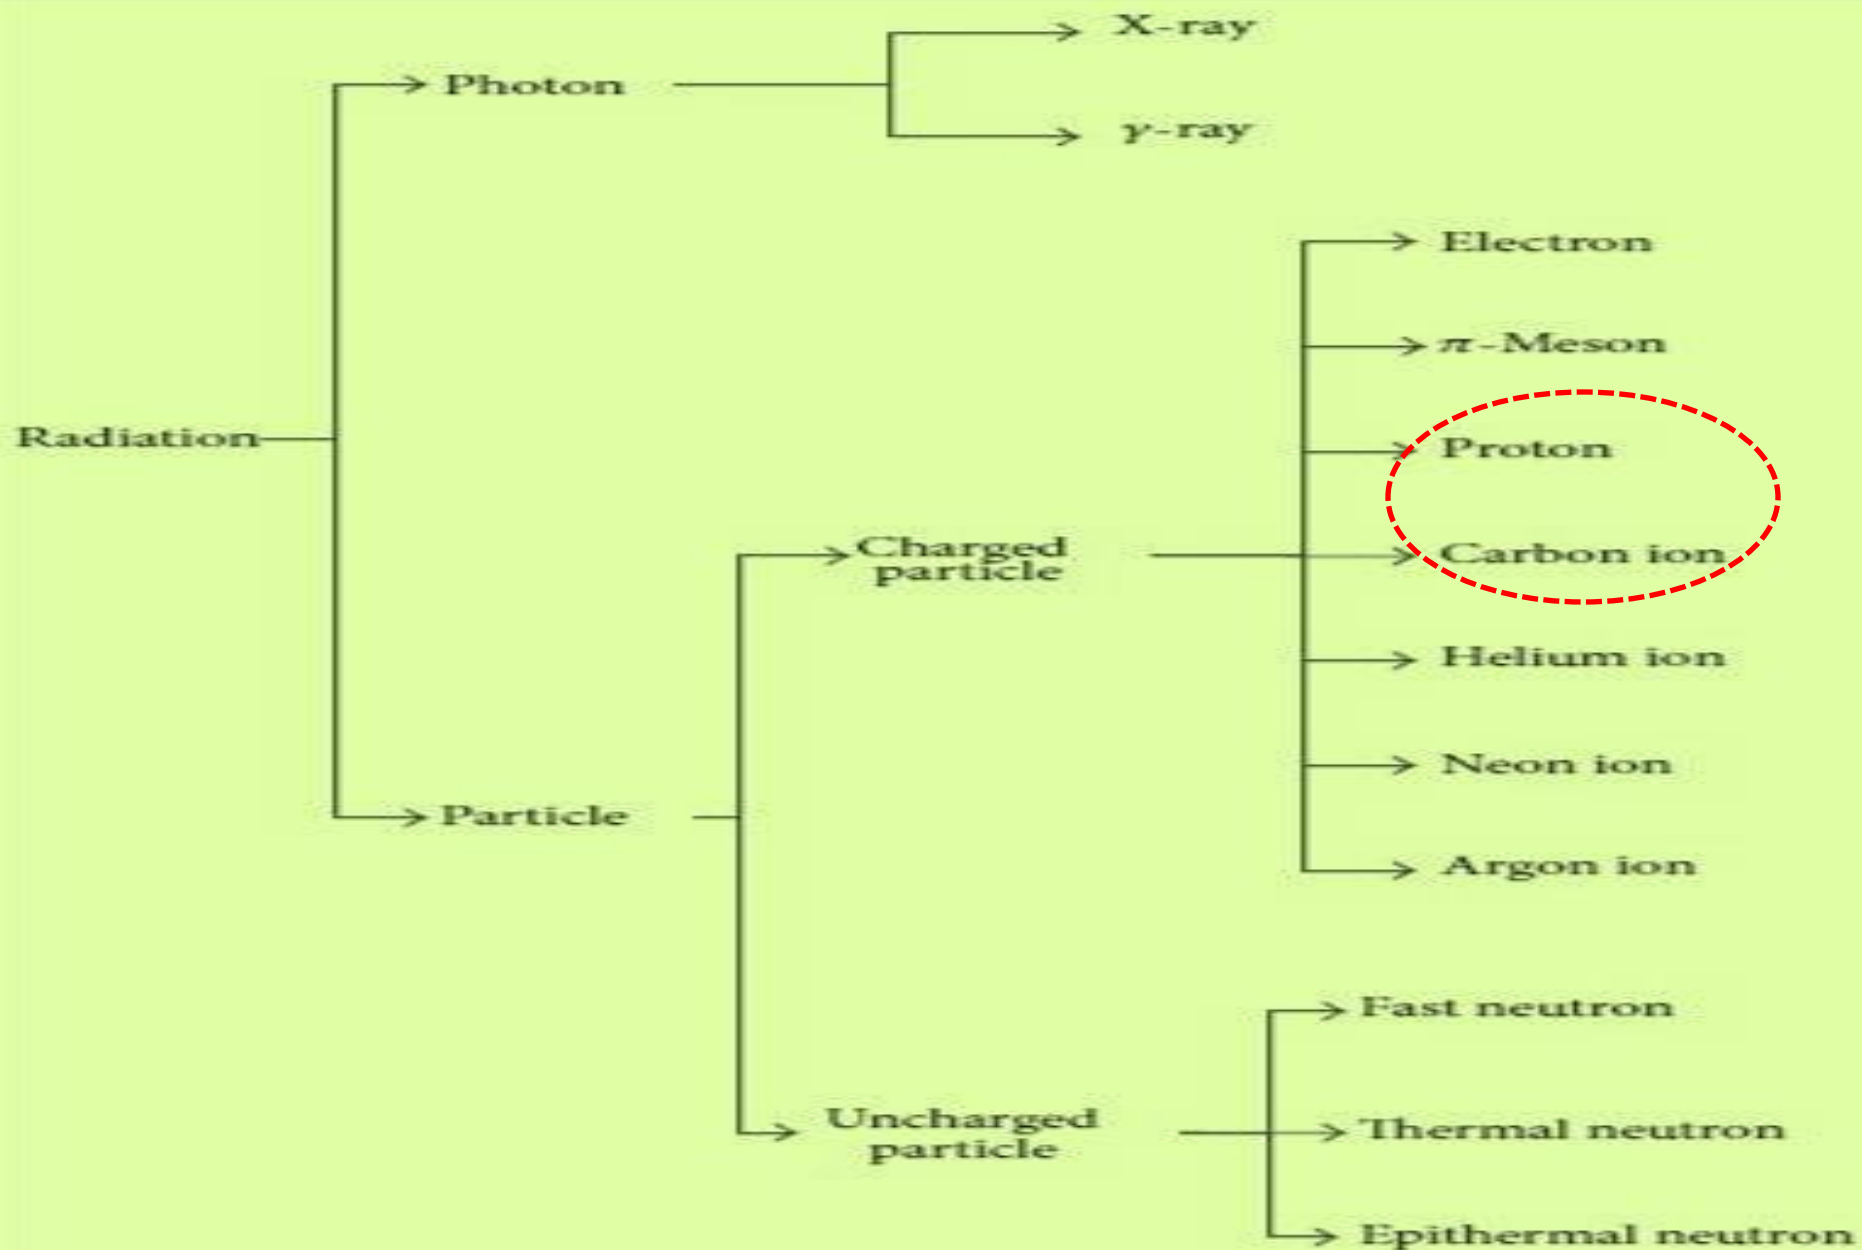 X-ray
Photon
γ-ray
Electron
π-Meson
Radiation
Proton
Charged
particle
Carbon ion
Helium ion
Neon ion
Particle
Argon ion
Fast neutron
Uncharged
particle
Thermal neutron
Epithermal neutron